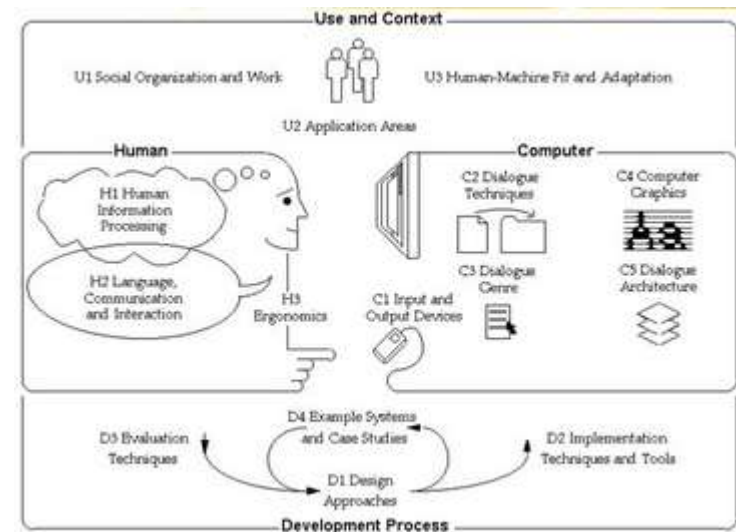 Use and Context
U1 Social Organization and Work
U3 Human-Machine Fit and Adaptation
U2 Application Areas
Human
Computer
H1 Human
Information
Processing
H2 Language,
Communication
and Interaction
H3
Ergonomics
C2 Dialogue
Techniques
C4 Computer
Graphics
Aa
C3 Dialogue
Genre
C5 Dialogue
Architecture
C1 Input and
Output Devices
D4 Example Systems
and Case Studies
D3 Evaluation
Techniques
D2 Implementation
Techniques and Tools
D1 Design
Approaches
Development Process